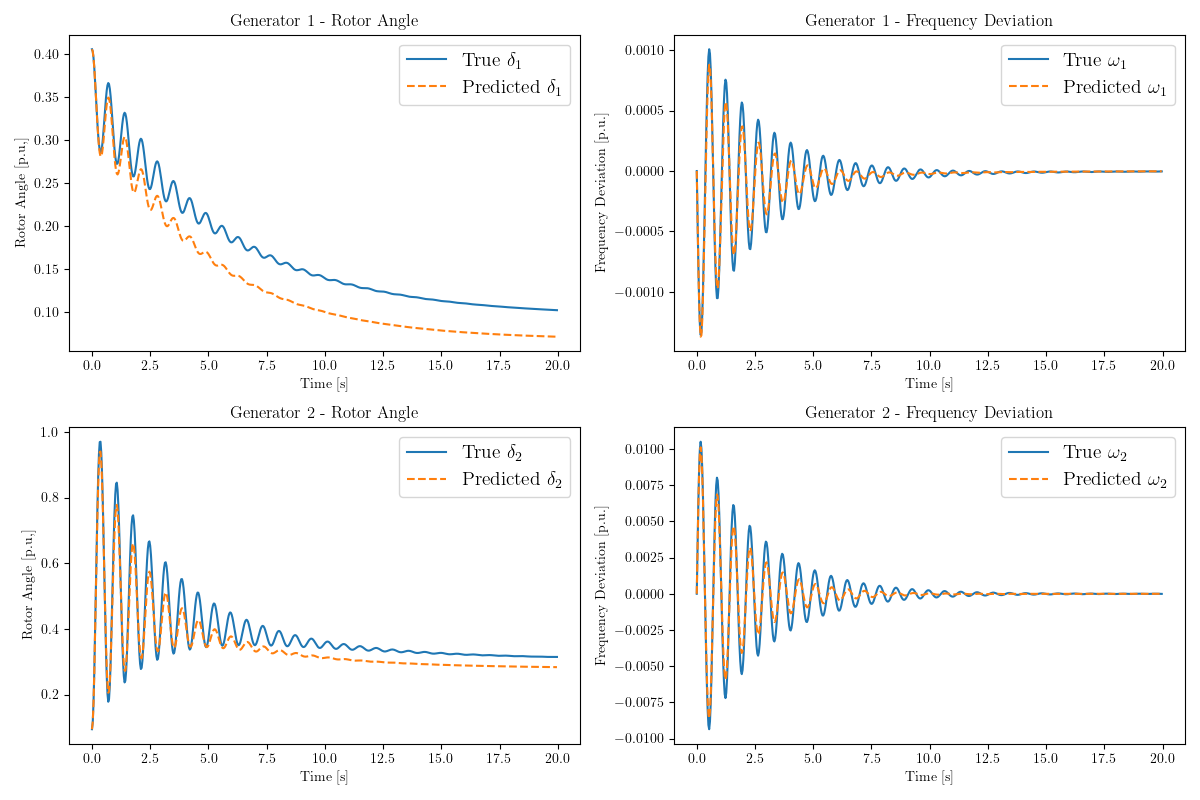 Generator 1 - Rotor Angle
Rotor Angle [p.u,]
0.40
0.35
0.30
0.25
0.20
0.15
0.10
True δ₁
Predicted δ₁
0.0 2.5 5.0 7.5 10.0 12.5 15.0 17.5 20.0
Time [s]
Generator 1 - Frequency Deviation
Frequency Deviation [p.u.]
0.0010
0.0005
0.0000
−0.0005
−0.0010
True ω₁
Predicted ω₁
0.0 2.5 5.0 7.5 10.0 12.5 15.0 17.5 20.0
Time [s]
Generator 2 - Rotor Angle
Rotor Angle [p.u,]
1.0
0.8
0.6
0.4
0.2
True δ₂
Predicted δ₂
0.0 2.5 5.0 7.5 10.0 12.5 15.0 17.5 20.0
Time [s]
Generator 2 - Frequency Deviation
Frequency Deviation [p.u.]
0.0100
0.0075
0.0050
0.0025
0.0000
−0.0025
−0.0050
−0.0075
−0.0100
True ω₂
Predicted ω₂
0.0 2.5 5.0 7.5 10.0 12.5 15.0 17.5 20.0
Time [s]